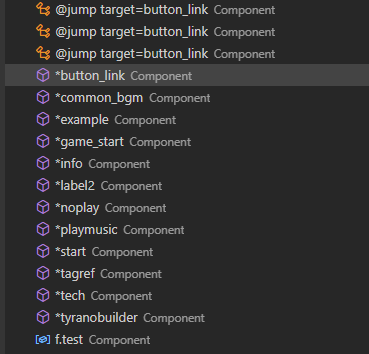 @jump target=button_link Component
@jump target=button_link Component
@jump target=button_link Component
*button_link Component
*common_bgm Component
*example Component
*game_start Component
*info Component
*label2 Component
*noplay Component
*playmusic Component
*start Component
*tagref Component
*tech Component
*tyranobuilder Component
f.test Component